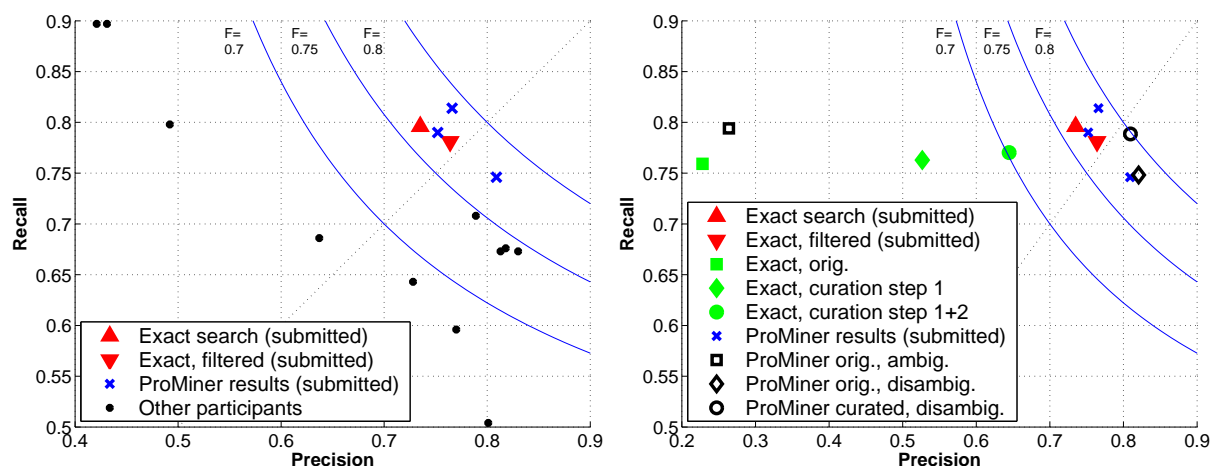 0.9
0.85
0.8
0.75
0.7
0.65
0.6
0.55
0.5
Recall
F=
0.7
F=
0.75
F=
0.8
Exact search (submitted)
Exact, filtered (submitted)
ProMiner results (submitted)
Other participants
0.4
0.5
0.6
0.7
0.8
0.9
Precision
0.9
0.85
0.8
0.75
0.7
0.65
0.6
0.55
0.5
Recall
F=
0.7
F=
0.75
F=
0.8
Exact search (submitted)
Exact, filtered (submitted)
Exact, orig.
Exact, curation step 1
Exact, curation step 1+2
ProMiner results (submitted)
ProMiner orig., ambig.
ProMiner orig., disambig.
ProMiner curated, disambig.
0.2
0.3
0.4
0.5
0.6
0.7
0.8
0.9
Precision